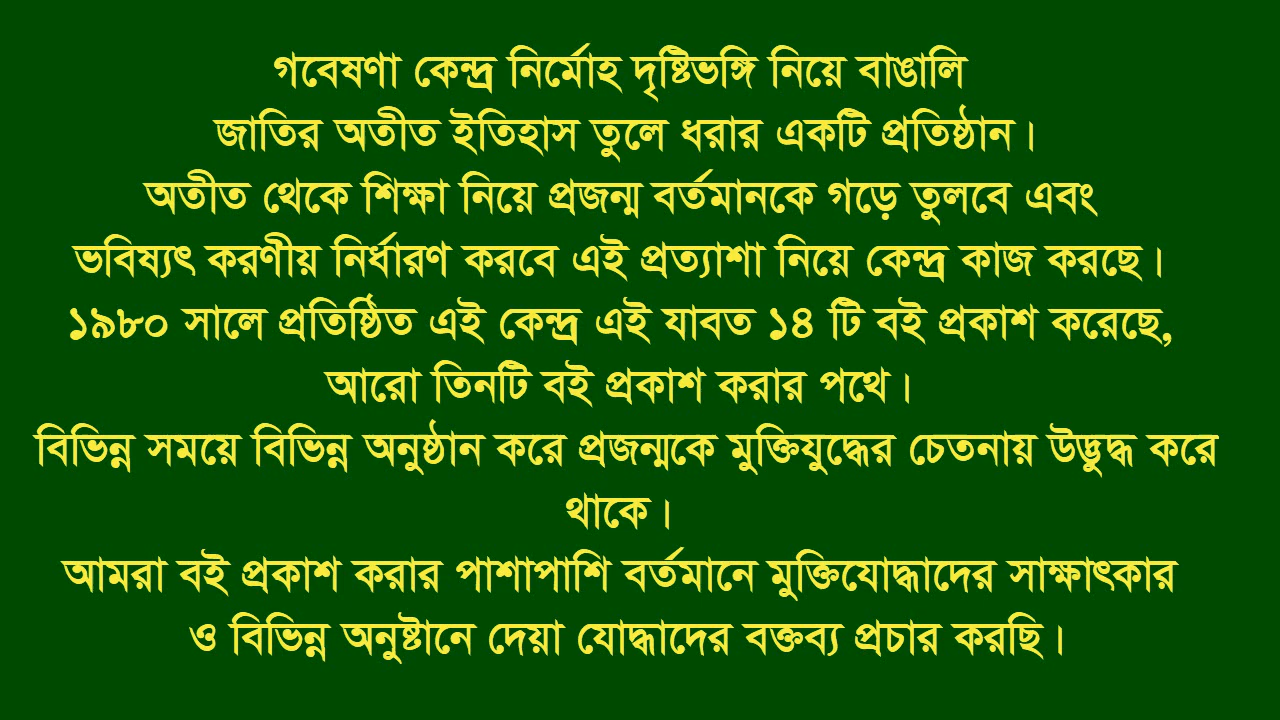 গবেষণা কেন্দ্র নির্মোহ দৃষ্টিভঙ্গি নিয়ে বাঙালি
জাতির অতীত ইতিহাস তুলে ধরার একটি প্রতিষ্ঠান।
অতীত থেকে শিক্ষা নিয়ে প্রজন্ম বর্তমানকে গড়ে তুলবে এবং
ভবিষ্যৎ করণীয় নির্ধারণ করবে এই প্রত্যাশা নিয়ে কেন্দ্র কাজ করছে।
১৯৮০ সালে প্রতিষ্ঠিত এই কেন্দ্র এই যাবত ১৪ টি বই প্রকাশ করেছে,
আরো তিনটি বই প্রকাশ করার পথে।
বিভিন্ন সময়ে বিভিন্ন অনুষ্ঠান করে প্রজন্মকে মুক্তিযুদ্ধের চেতনায় উদ্ভুদ্ধ করে
থাকে।
আমরা বই প্রকাশ করার পাশাপাশি বর্তমানে মুক্তিযোদ্ধাদের সাক্ষাৎকার
ও বিভিন্ন অনুষ্টানে দেয়া যোদ্ধাদের বক্তব্য প্রচার করছি।